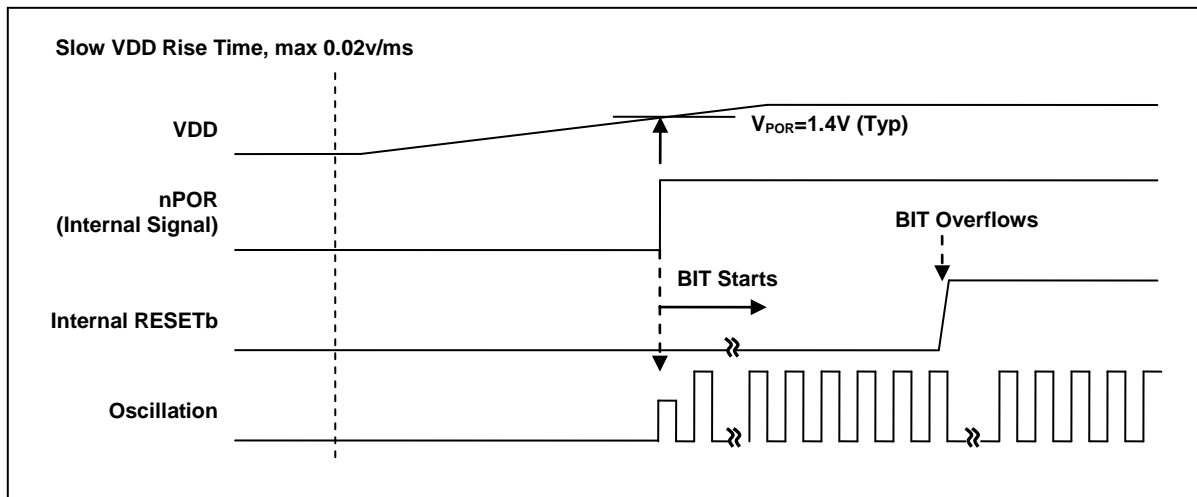 Slow VDD Rise Time, max 0.02v/ms
VDD
VPOR=1.4V (Typ)
nPOR
(Internal Signal)
BIT Overflows
BIT Starts
Internal RESETb
Oscillation